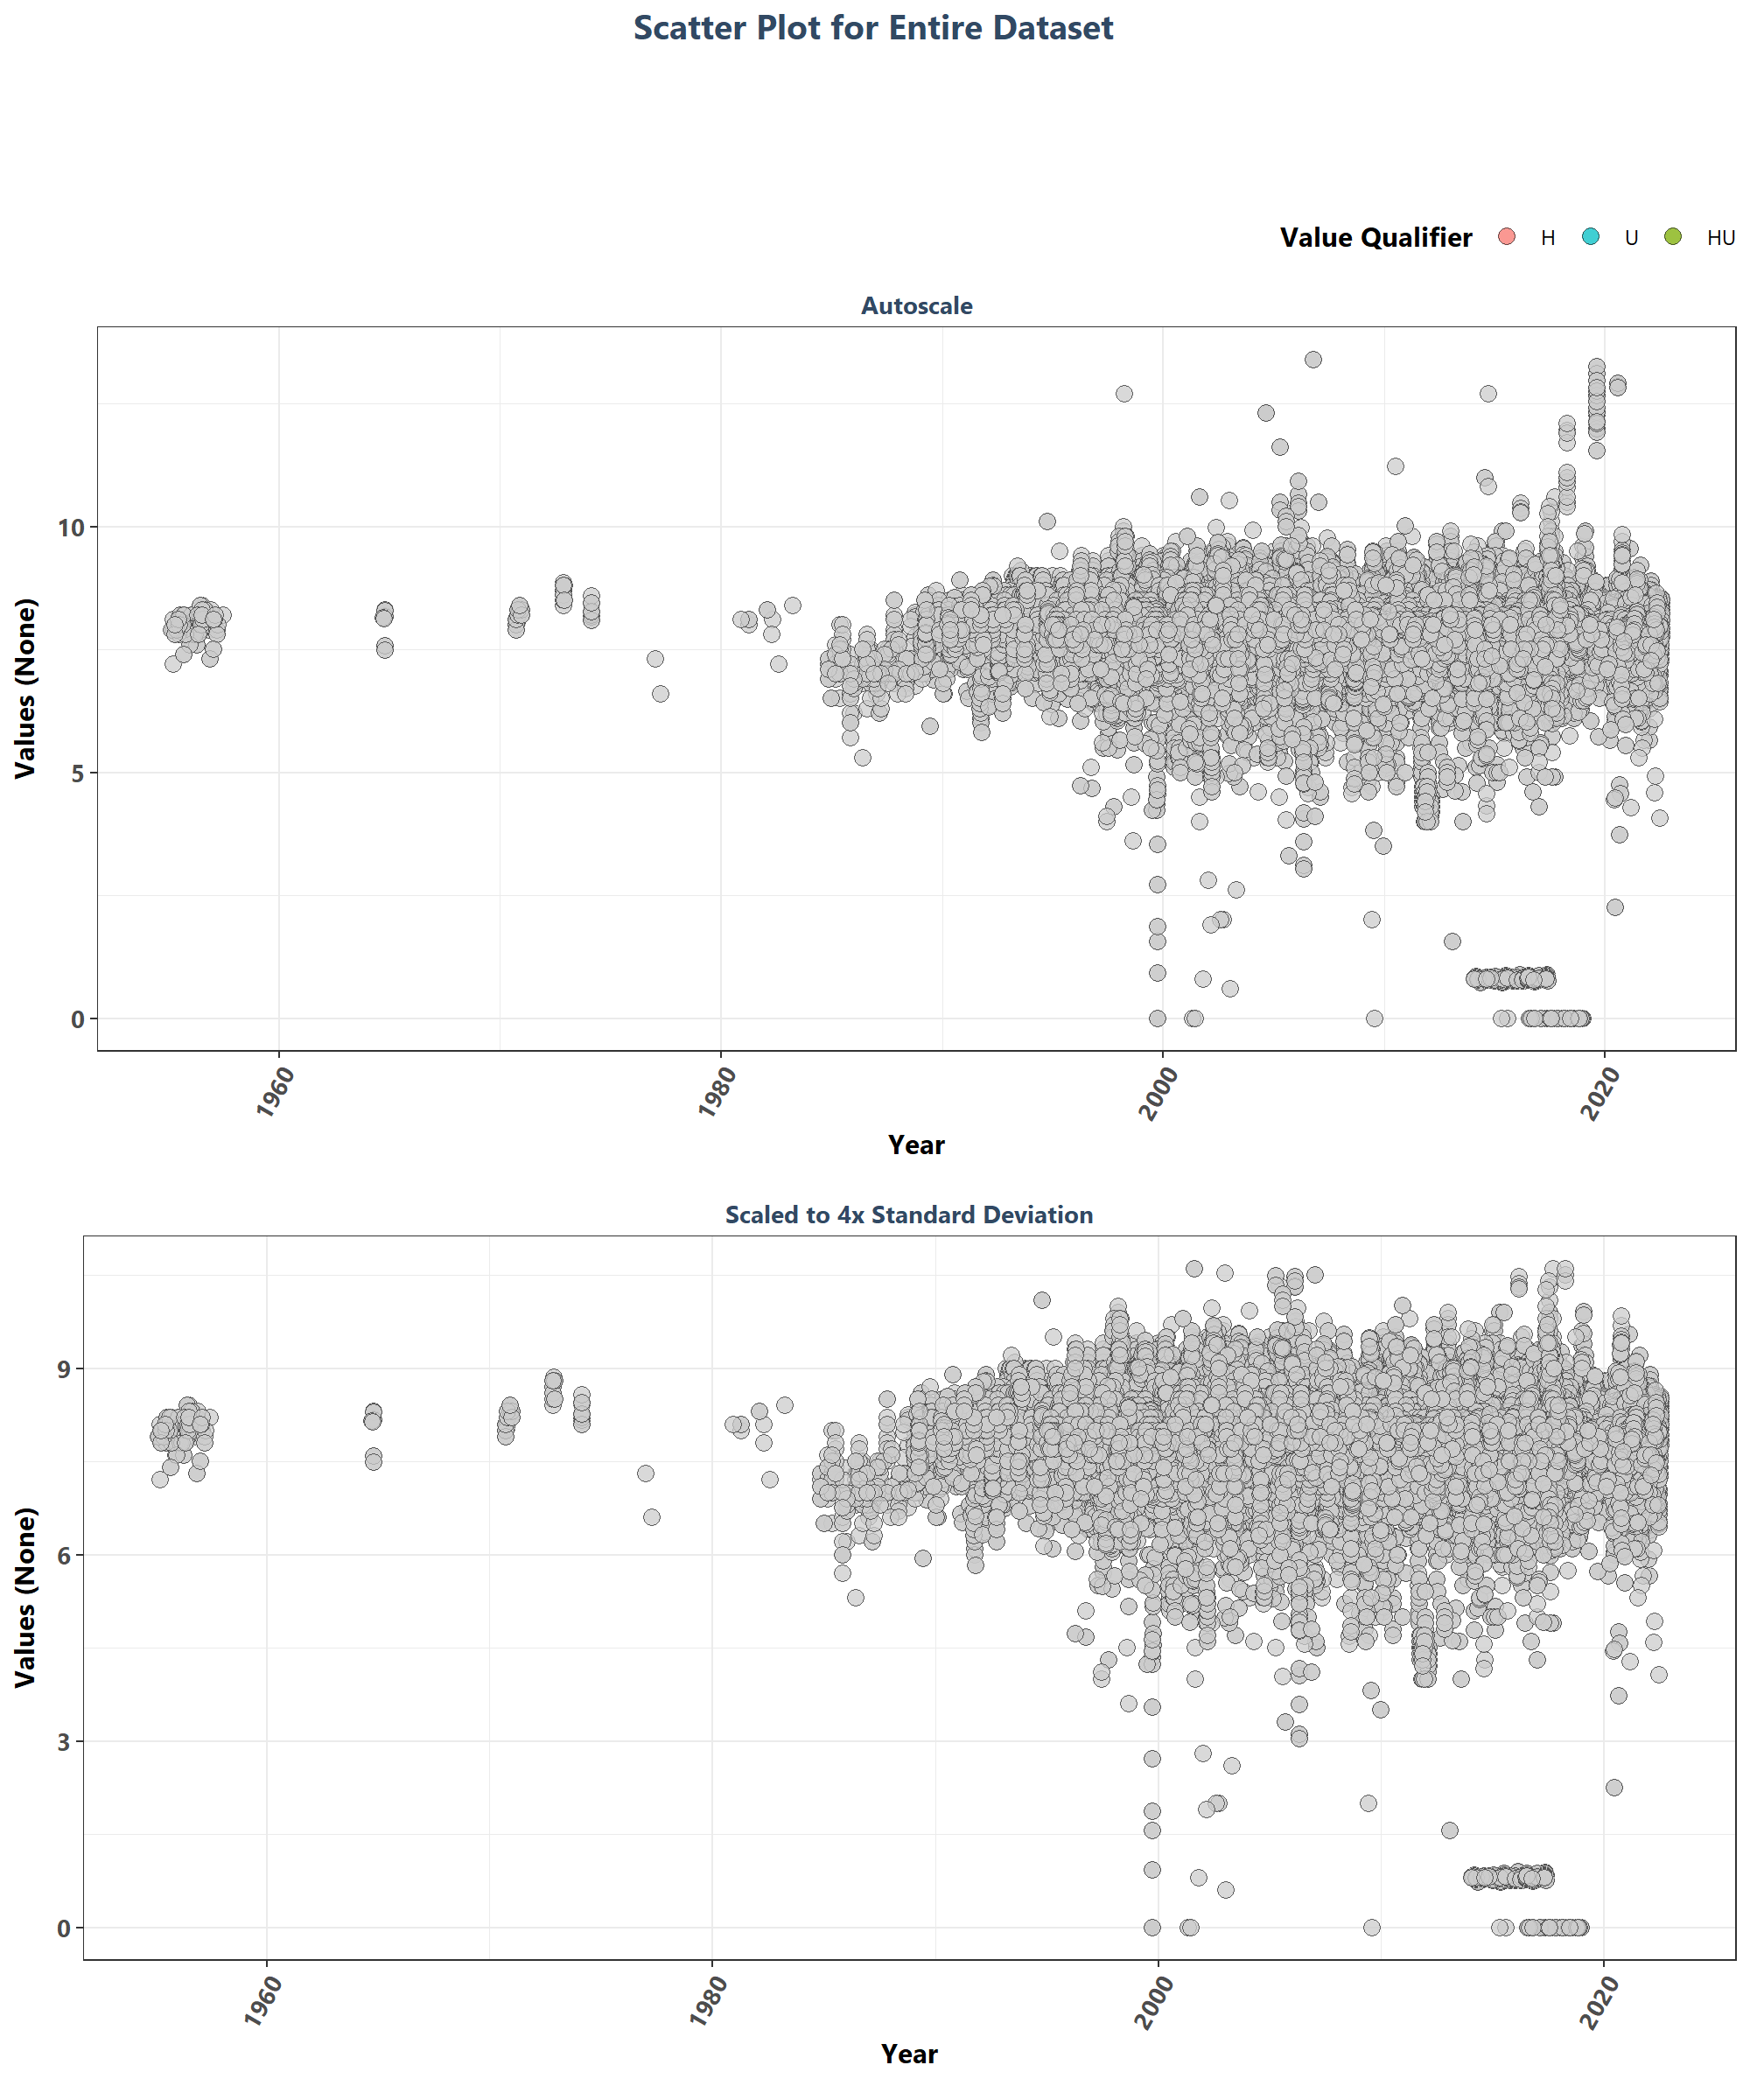 Scatter Plot for Entire Dataset
Value Qualifier H U HU
Autoscale
Values (None)
10
5
0
1960 1980 2000 2020
Year
Scaled to 4x Standard Deviation
Values (None)
9
6
3
0
1960 1980 2000 2020
Year